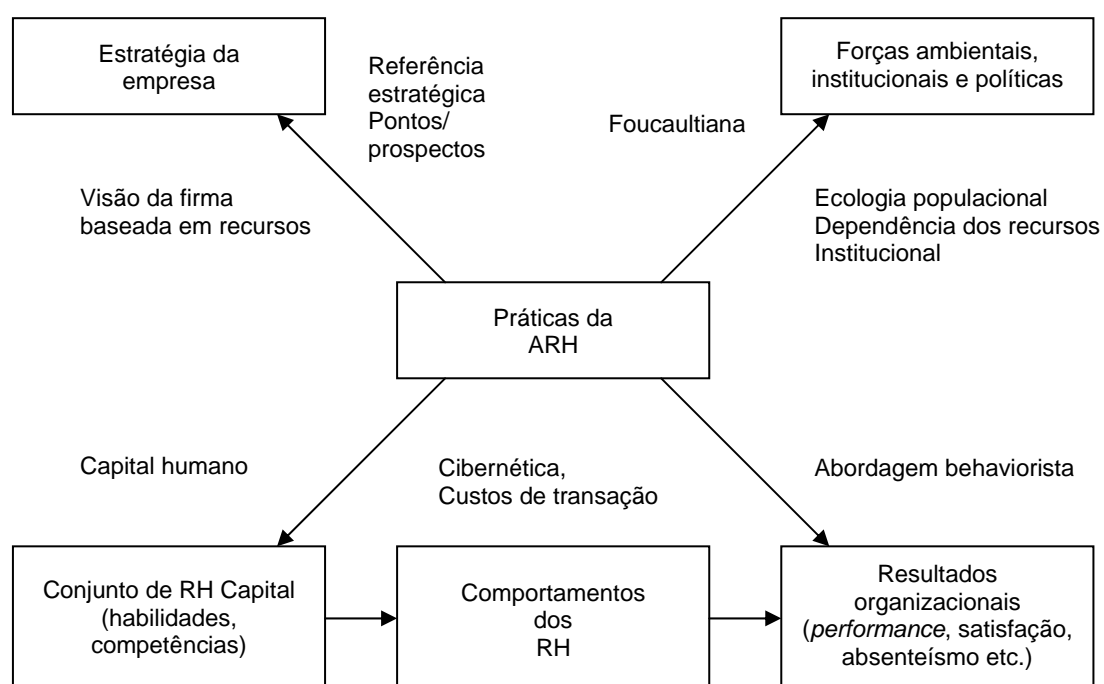 Estratégia da
empresa
Referência
estratégica
Pontos/
prospectos
Forças ambientais,
institucionais e políticas
Foucaultiana
Visão da firma
baseada em recursos
Ecologia populacional
Dependência dos recursos
Institucional
Práticas da
ARH
Capital humano
Cibernética,
Custos de transação
Abordagem behaviorista
Conjunto de RH Capital
(habilidades,
competências)
Comportamentos
dos
RH
Resultados
organizacionais
(performance, satisfação,
absenteísmo etc.)